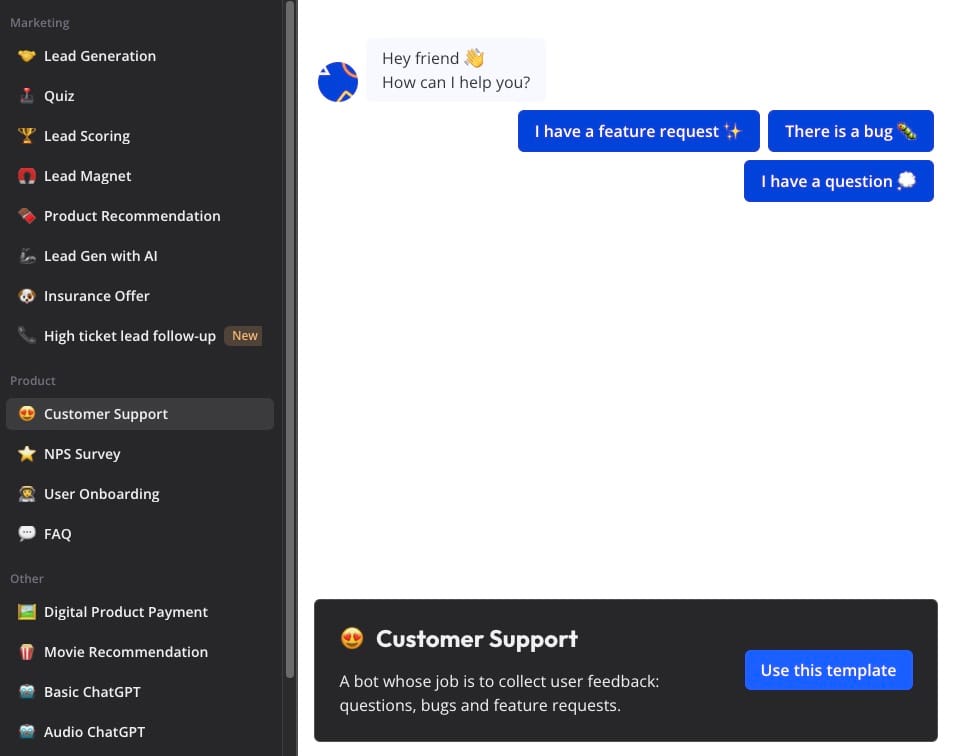 Marketing
🤝 Lead Generation
🕹️ Quiz
🏆 Lead Scoring
🧲 Lead Magnet
🍫 Product Recommendation
🦾 Lead Gen with AI
🐶 Insurance Offer
📞 High ticket lead follow-up New
Product
😍 Customer Support
⭐ NPS Survey
👩‍🚀 User Onboarding
💬 FAQ
Other
🖼️ Digital Product Payment
🍿 Movie Recommendation
🤖 Basic ChatGPT
🤖 Audio ChatGPT
Hey friend 👋
How can I help you?
I have a feature request ✨
There is a bug 🐛
I have a question 💭
😍 Customer Support
A bot whose job is to collect user feedback:
questions, bugs and feature requests.
Use this template